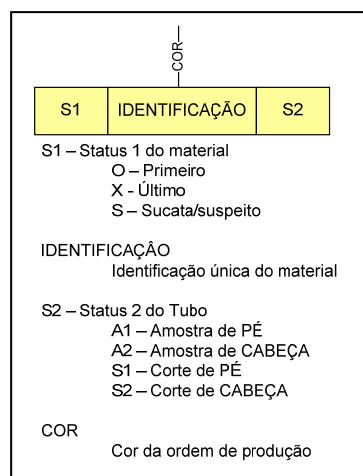 COR
S1 IDENTIFICAÇÃO S2
S1 – Status 1 do material
O – Primeiro
X - Último
S – Sucata/suspeito
IDENTIFICAÇÂO
Identificação única do material
S2 – Status 2 do Tubo
A1 – Amostra de PÉ
A2 – Amostra de CABEÇA
S1 – Corte de PÉ
S2 – Corte de CABEÇA
COR
Cor da ordem de produção